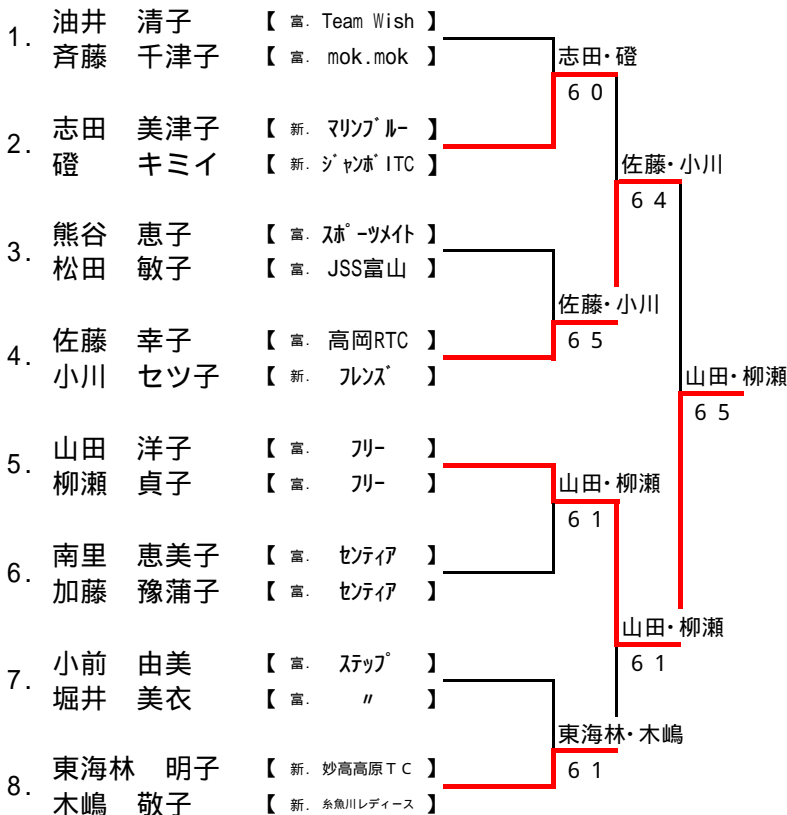 1. 油井 清子 【 富. Team Wish 】
斉藤 千津子 【 富. mok.mok 】
志田・磴
6 0
2. 志田 美津子 【 新. ﾏﾘﾝﾌﾞﾙｰ 】
磴 キミイ 【 新. ｼﾞｬﾝﾎﾞITC 】
佐藤・小川
6 4
3. 熊谷 恵子 【 富. ｽﾎﾟｰﾂﾒｲﾄ 】
松田 敏子 【 富. JSS富山 】
佐藤・小川
6 5
4. 佐藤 幸子 【 富. 高岡RTC 】
小川 セツ子 【 新. ﾌﾚﾝｽﾞ 】
山田・柳瀬
6 5
5. 山田 洋子 【 富. ﾌﾘｰ 】
柳瀬 貞子 【 富. ﾌﾘｰ 】
山田・柳瀬
6 1
6. 南里 恵美子 【 富. ｾﾝﾃｨｱ 】
加藤 豫蒲子 【 富. ｾﾝﾃｨｱ 】
山田・柳瀬
6 1
7. 小前 由美 【 富. ｽﾃｯﾌﾟ 】
堀井 美衣 【 富. 〃 】
東海林・木嶋
6 1
8. 東海林 明子 【 新. 妙高高原ＴＣ 】
木嶋 敬子 【 新. 糸魚川レディース 】